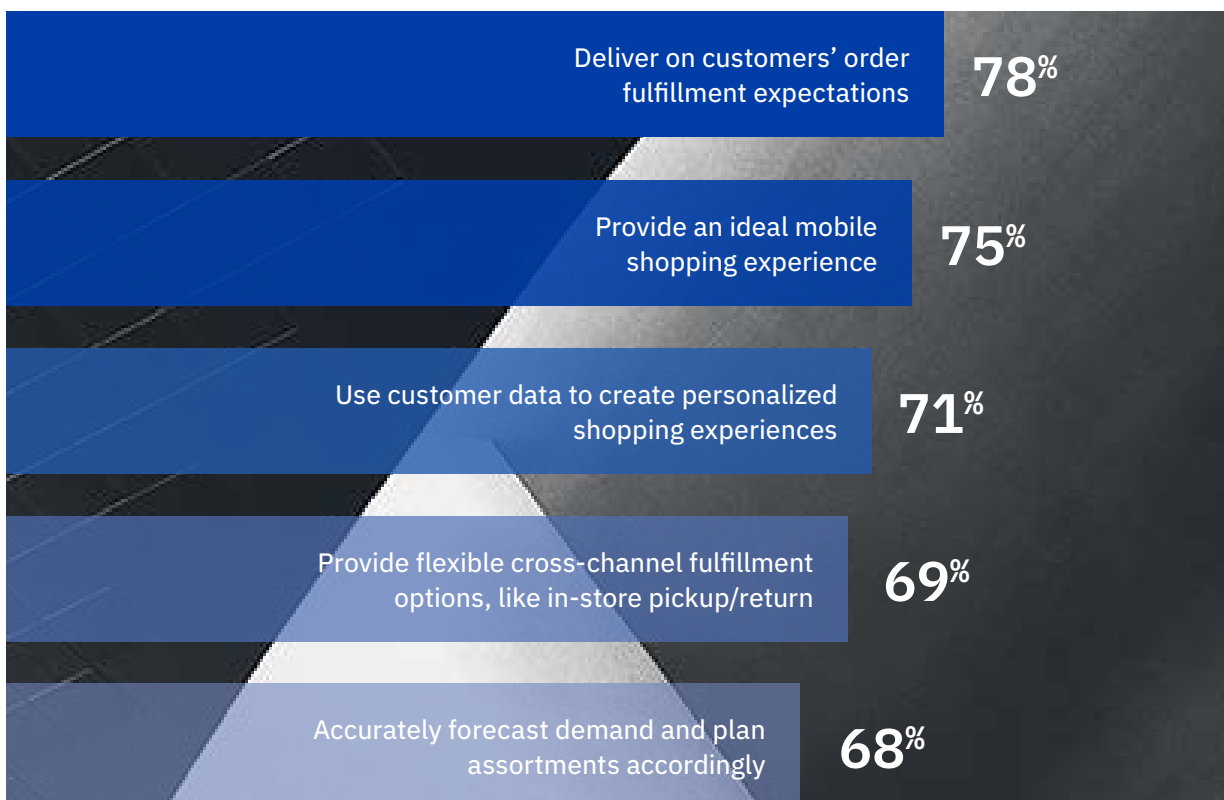 Deliver on customers’ order
fulfillment expectations
78%
Provide an ideal mobile
shopping experience
75%
Use customer data to create personalized
shopping experiences
71%
Provide flexible cross-channel fulfillment
options, like in-store pickup/return
69%
Accurately forecast demand and plan
assortments accordingly
68%